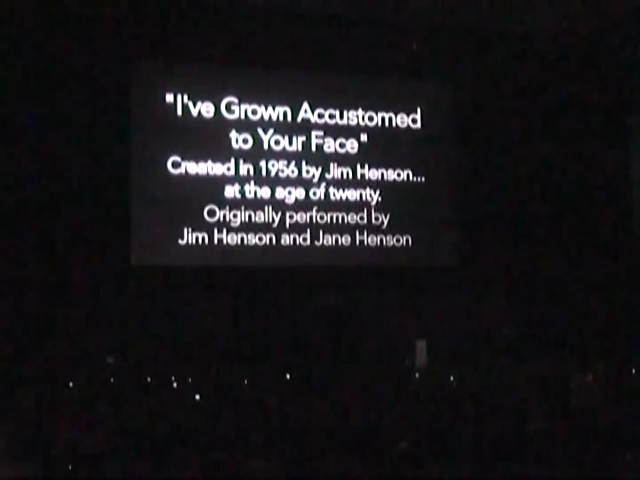 "I've Grown Accustomed
to Your Face"
Created in 1956 by Jim Henson...
at the age of twenty.
Originally performed by
Jim Henson and Jane Henson